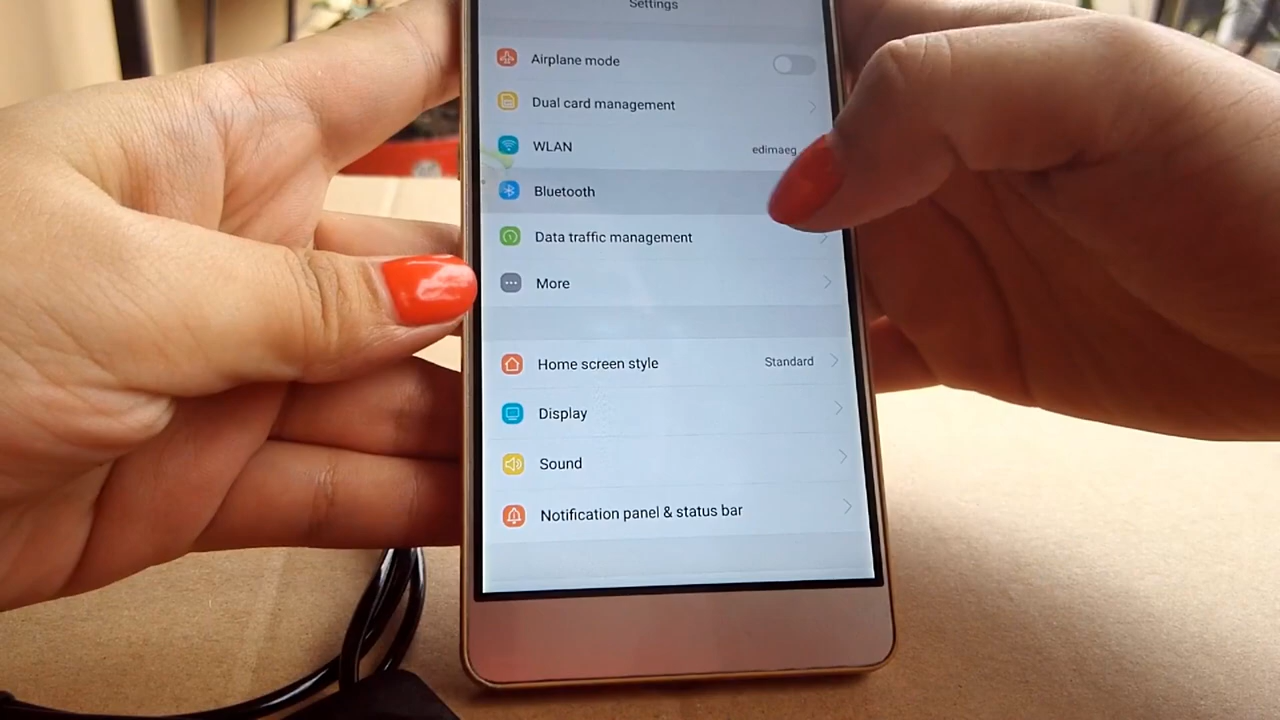 Settings
Airplane mode
Dual card management
WLAN edimaeg
Bluetooth
Data traffic management
More
Home screen style Standard
Display
Sound
Notification panel & status bar